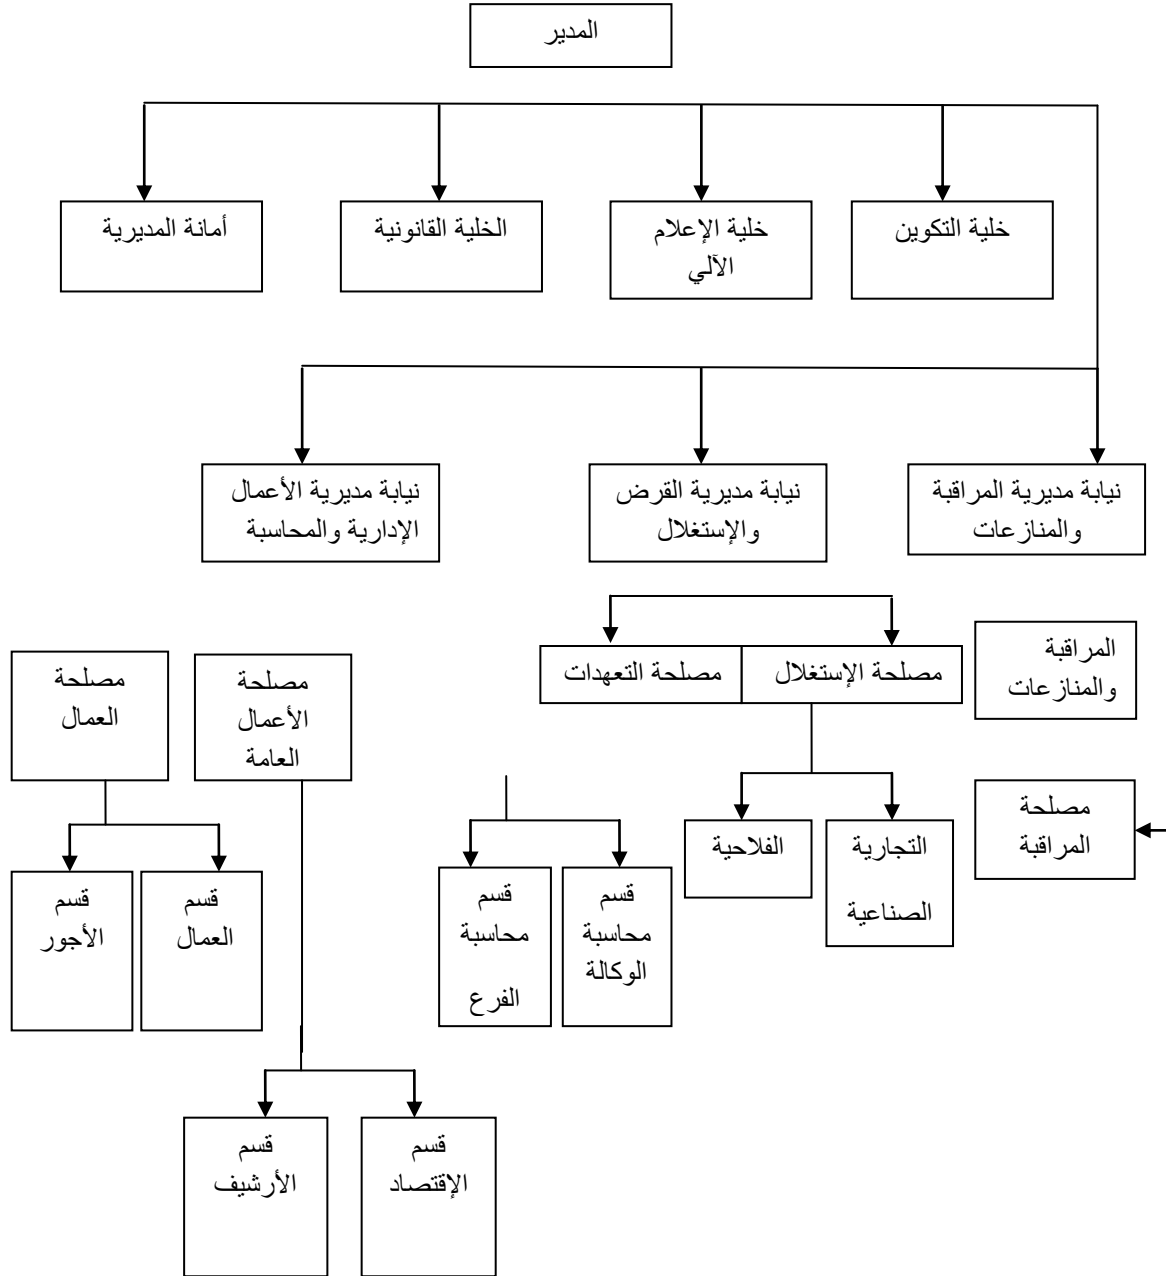 المدير
خلية التكوين
خلية الإعلام
الآلي
الخلية القانونية
أمانة المديرية
نيابة مديرية المراقبة
والمنازعات
نيابة مديرية القرض
والإستغلال
نيابة مديرية الأعمال
الإدارية والمحاسبة
المراقبة
والمنازعات
مصلحة الإستغلال
مصلحة التعهدات
مصلحة
الأعمال
العامة
مصلحة
العمال
مصلحة
المراقبة
التجارية
الصناعية
الفلاحية
قسم
محاسبة
الوكالة
قسم
محاسبة
الفرع
قسم
العمال
قسم
الأجور
قسم
الإقتصاد
قسم
الأرشيف